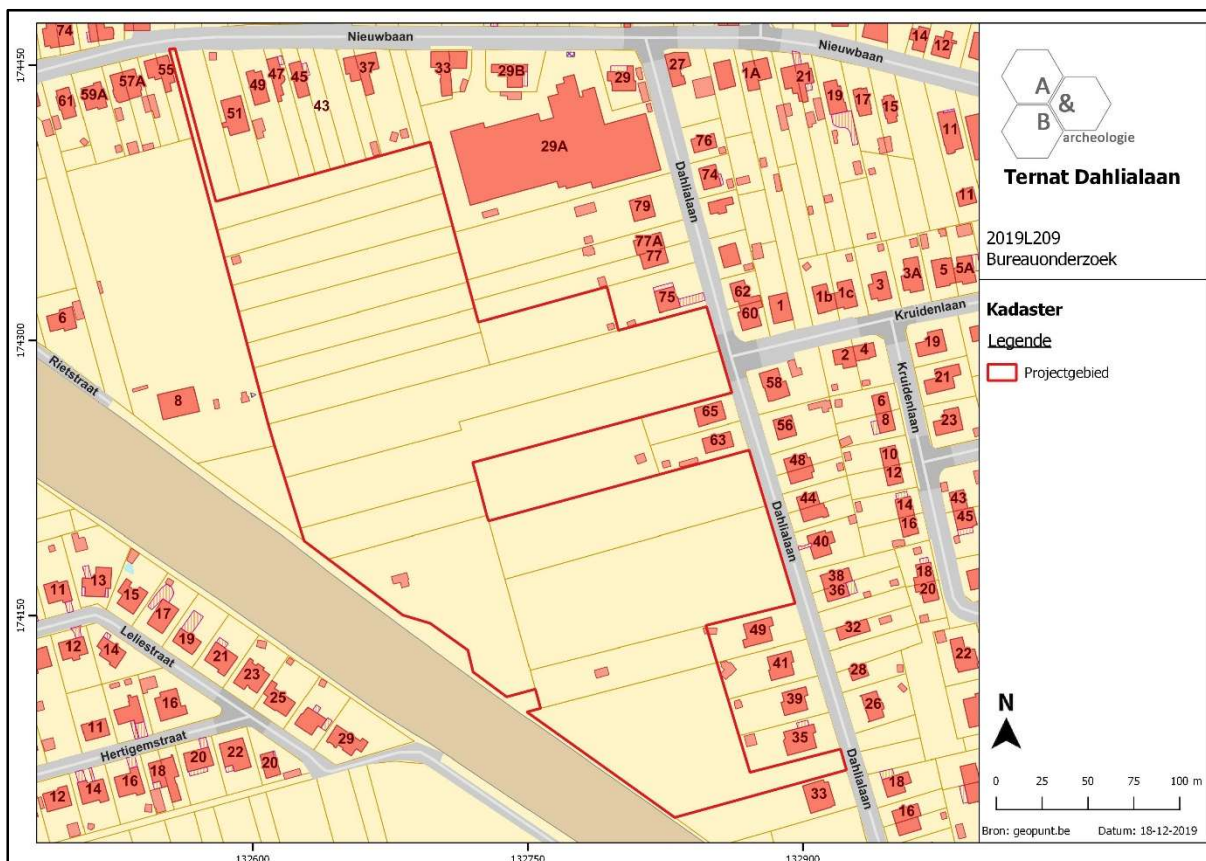 74
Nieuwbaan
14
12
174450
61
59A
57A
55
49
47
45
37
33
29B
29
27
1A
21
Nieuwbaan
51
43
19
17
15
11
29A
76
74
Dahlialaan
11
79
77A
77
75
62
60
1
1b
1c
3
3A
5
5A
6
174300
Kruidenlaan
Rietstraat
8
58
2
4
19
21
Kruidenlaan
65
63
56
6
8
23
48
10
12
44
14
16
43
45
40
Dahlialaan
38
36
18
20
11
13
15
17
174150
19
21
23
25
29
Leliestraat
12
14
16
11
Hertigemstraat
12
14
16
18
20
22
20
49
41
39
35
33
32
28
26
22
Dahlialaan
18
16
132600
132750
132900
A
&
B
archeologie
Ternat Dahlialaan
2019L209
Bureauonderzoek
Kadaster
Legende
Projectgebied
N
0 25 50 75 100 m
Bron: geopunt.be Datum: 18-12-2019